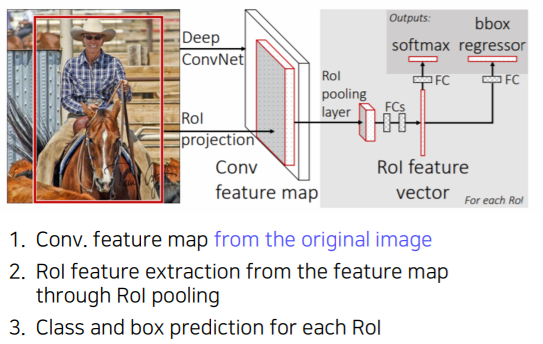 Outputs:
bbox
softmax regressor
Deep
ConvNet
FC
FC
RoI
pooling
layer
FCs
RoI
projection
Conv
feature map
RoI feature
vector
For each RoI
1. Conv. feature map from the original image
2. RoI feature extraction from the feature map
through RoI pooling
3. Class and box prediction for each RoI